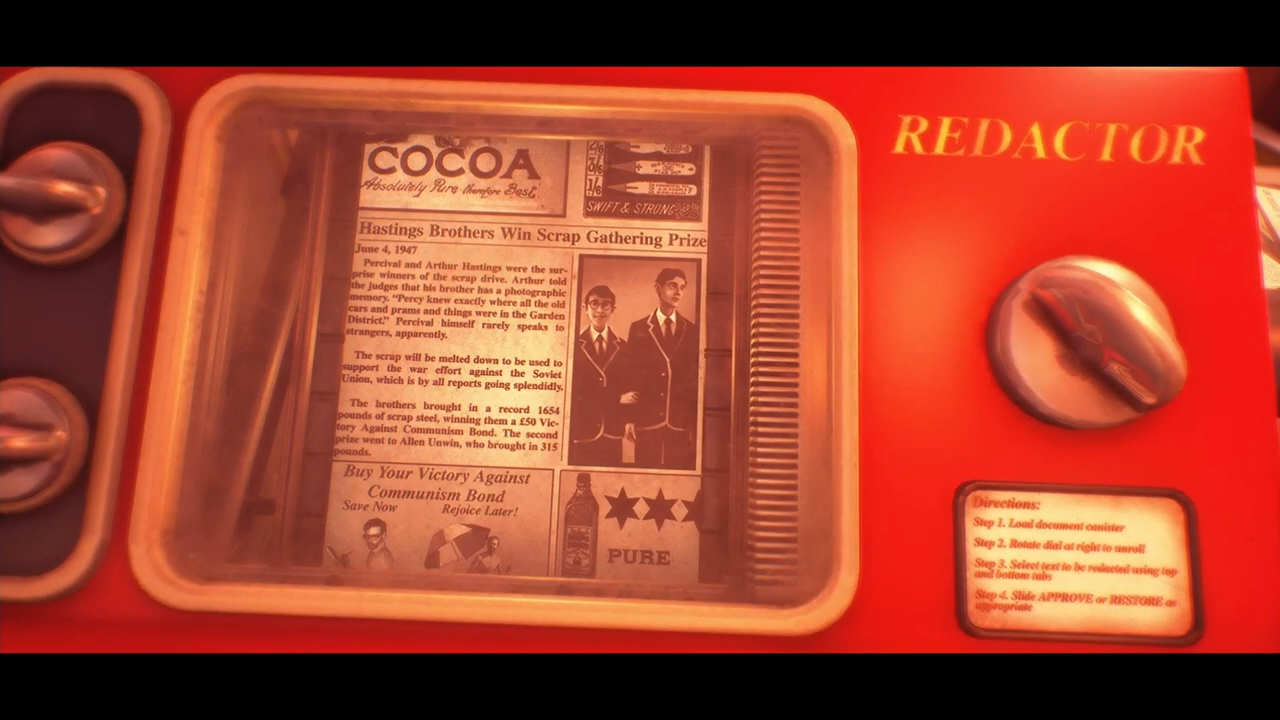 COCOA
Absolutely Pure therefore Best.
SWIFT & STRONG
REDACTOR
Hastings Brothers Win Scrap Gathering Prize
June 4, 1947
Percival and Arthur Hastings were the sur-
prise winners of the scrap drive. Arthur told
the judges that his brother has a photographic
memory. “Percy knew exactly where all the old
cars and prams and things were in the Garden
District.” Percival himself rarely speaks to
strangers, apparently.
The scrap will be melted down to be used to
support the war effort against the Soviet
Union, which is by all reports going splendidly.
The brothers brought in a record 1654
pounds of scrap steel, winning them a £50 Vic-
tory Against Communism Bond. The second
prize went to Allen Unwin, who brought in 315
pounds.
Buy Your Victory Against
Communism Bond
Save Now Rejoice Later!
PURE
Directions:
Step 1. Load document canister
Step 2. Rotate dial at right to unroll
Step 3. Select text to be redacted using top
and bottom tabs
Step 4. Slide APPROVE or RESTORE as
appropriate